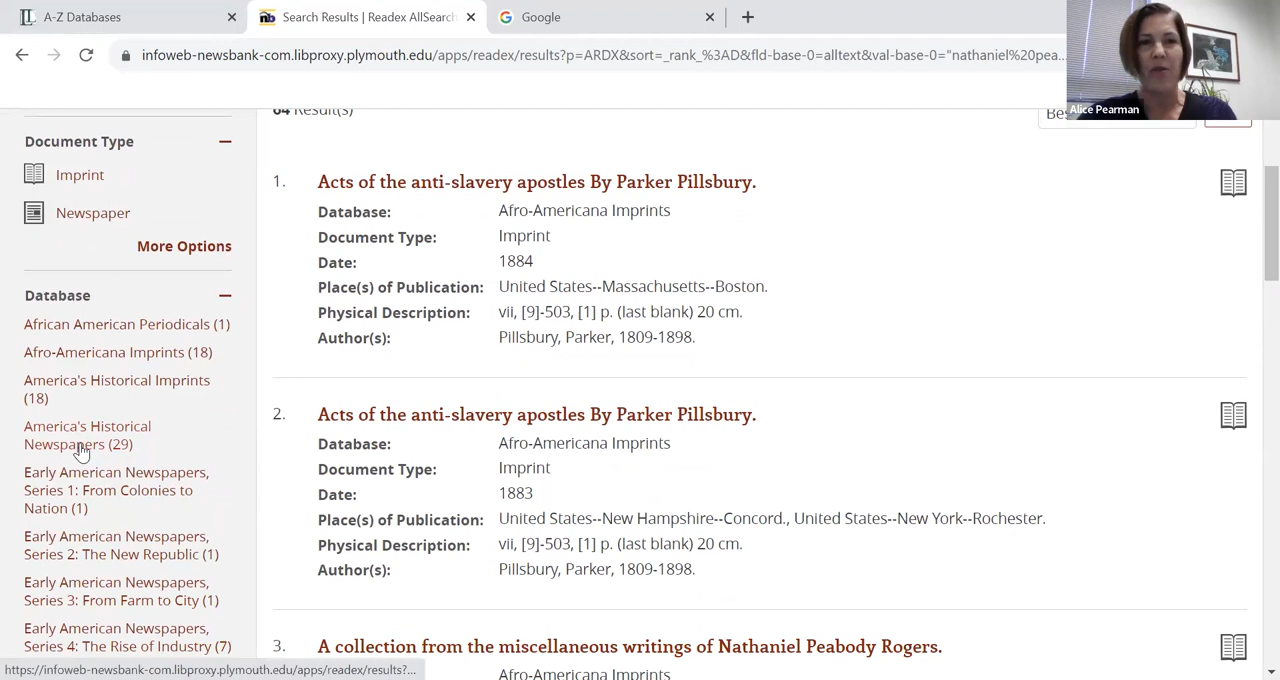 A-Z Databases
Search Results | Readex AllSearch
Google
infoweb-newsbank-com.libproxy.plymouth.edu/apps/readex/results?p=ARDX&sort=_rank_%3AD&fld-base-0=alltext&val-base-0="nathaniel%20pea...
Alice Pearman
64 Result(s)
Document Type
Imprint
Newspaper
More Options
Database
African American Periodicals (1)
Afro-Americana Imprints (18)
America's Historical Imprints
(18)
America's Historical
Newspapers (29)
Early American Newspapers,
Series 1: From Colonies to
Nation (1)
Early American Newspapers,
Series 2: The New Republic (1)
Early American Newspapers,
Series 3: From Farm to City (1)
Early American Newspapers,
Series 4: The Rise of Industry (7)
https://infoweb-newsbank-com.libproxy.plymouth.edu/apps/readex/results?...
1. Acts of the anti-slavery apostles By Parker Pillsbury.
Database: Afro-Americana Imprints
Document Type: Imprint
Date: 1884
Place(s) of Publication: United States--Massachusetts--Boston.
Physical Description: vii, [9]-503, [1] p. (last blank) 20 cm.
Author(s): Pillsbury, Parker, 1809-1898.
2. Acts of the anti-slavery apostles By Parker Pillsbury.
Database: Afro-Americana Imprints
Document Type: Imprint
Date: 1883
Place(s) of Publication: United States--New Hampshire--Concord., United States--New York--Rochester.
Physical Description: vii, [9]-503, [1] p. (last blank) 20 cm.
Author(s): Pillsbury, Parker, 1809-1898.
3. A collection from the miscellaneous writings of Nathaniel Peabody Rogers.
Database: Afro-Americana Imprints